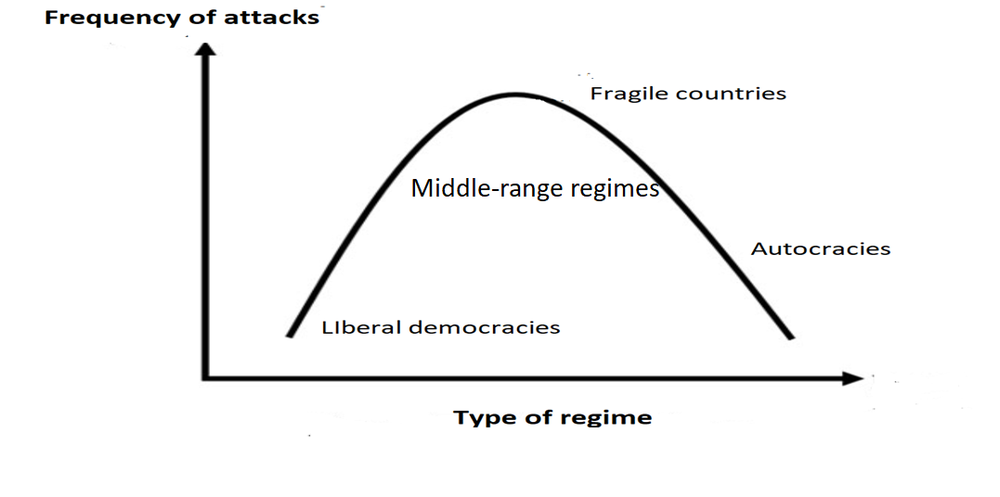 Frequency of attacks
Fragile countries
Middle-range regimes
Autocracies
LIberal democracies
Type of regime